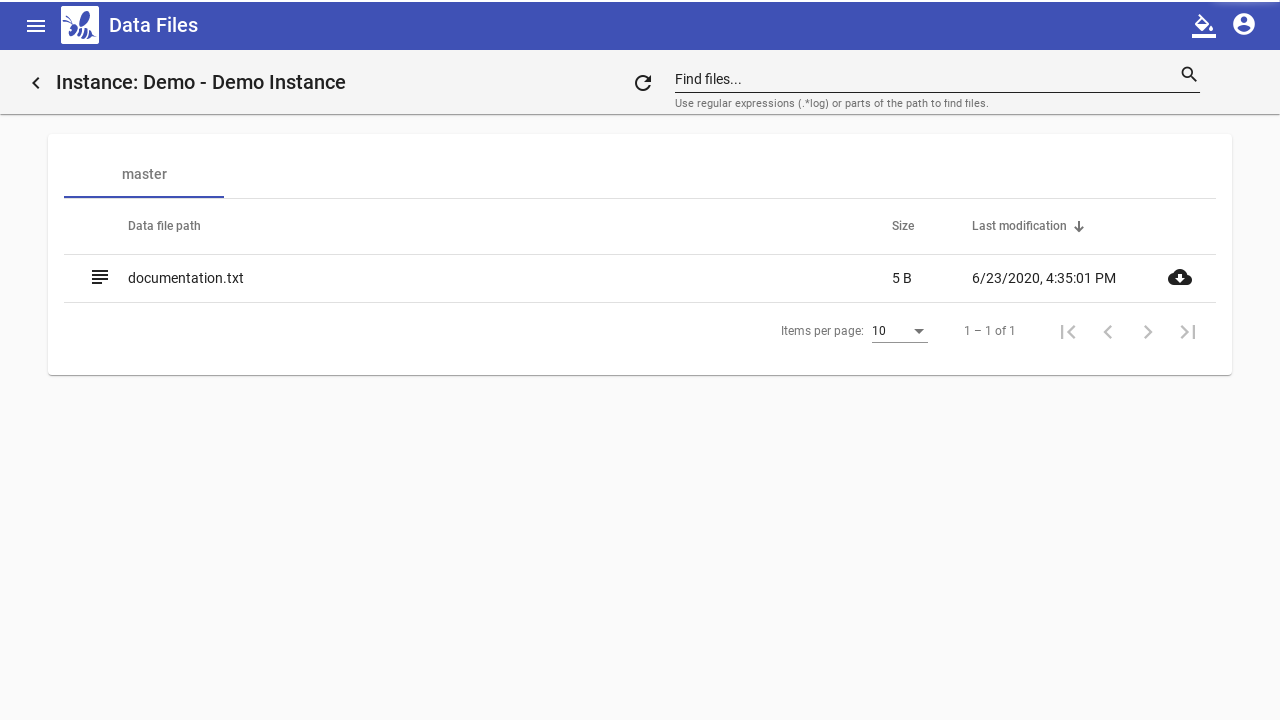 Data Files
Instance: Demo - Demo Instance
Find files...
Use regular expressions (.*log) or parts of the path to find files.
master
Data file path Size Last modification
documentation.txt 5 B 6/23/2020, 4:35:01 PM
Items per page: 10 1 – 1 of 1